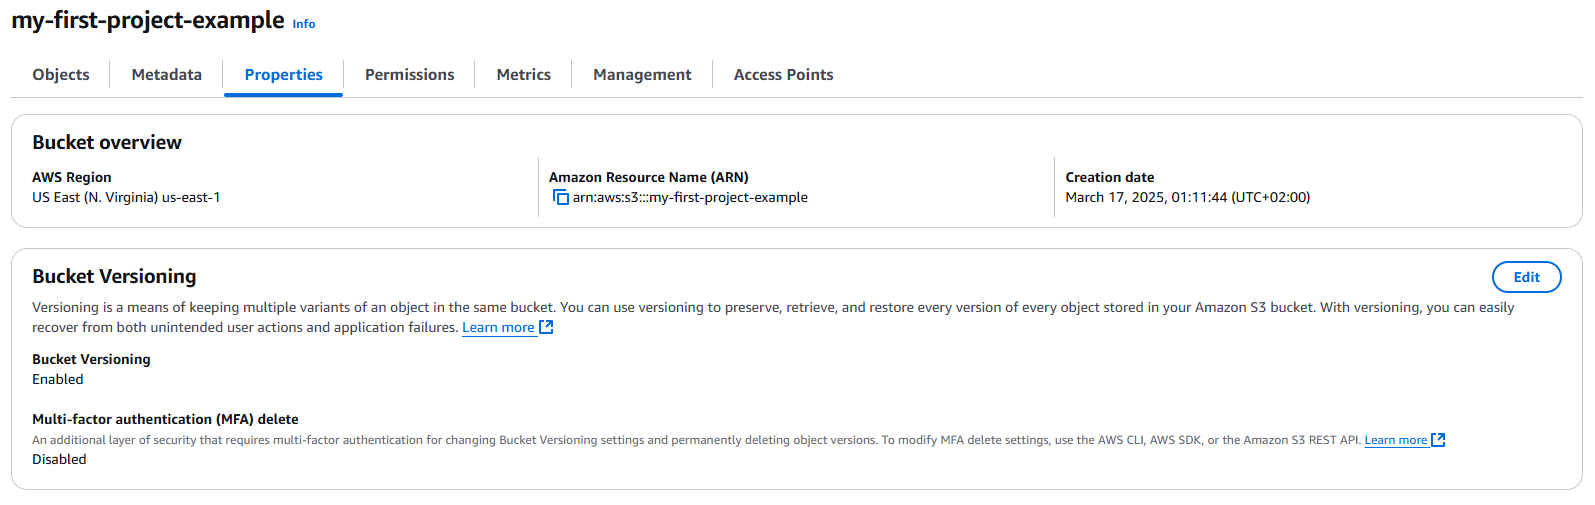 my-first-project-example Info
Objects Metadata Properties Permissions Metrics Management Access Points
Bucket overview
AWS Region
US East (N. Virginia) us-east-1
Amazon Resource Name (ARN)
arn:aws:s3:::my-first-project-example
Creation date
March 17, 2025, 01:11:44 (UTC+02:00)
Bucket Versioning
Edit
Versioning is a means of keeping multiple variants of an object in the same bucket. You can use versioning to preserve, retrieve, and restore every version of every object stored in your Amazon S3 bucket. With versioning, you can easily
recover from both unintended user actions and application failures. Learn more
Bucket Versioning
Enabled
Multi-factor authentication (MFA) delete
An additional layer of security that requires multi-factor authentication for changing Bucket Versioning settings and permanently deleting object versions. To modify MFA delete settings, use the AWS CLI, AWS SDK, or the Amazon S3 REST API. Learn more
Disabled